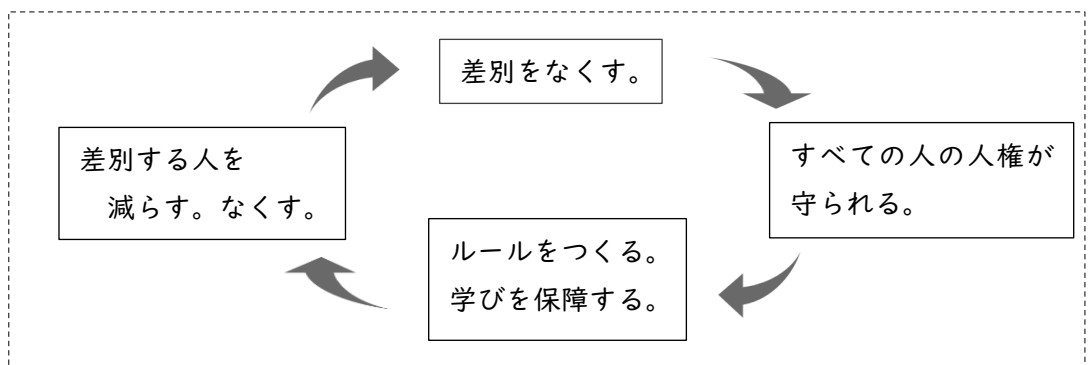 差別をなくす。
すべての人の人権が
守られる。
ルールをつくる。
学びを保障する。
差別する人を
減らす。なくす。